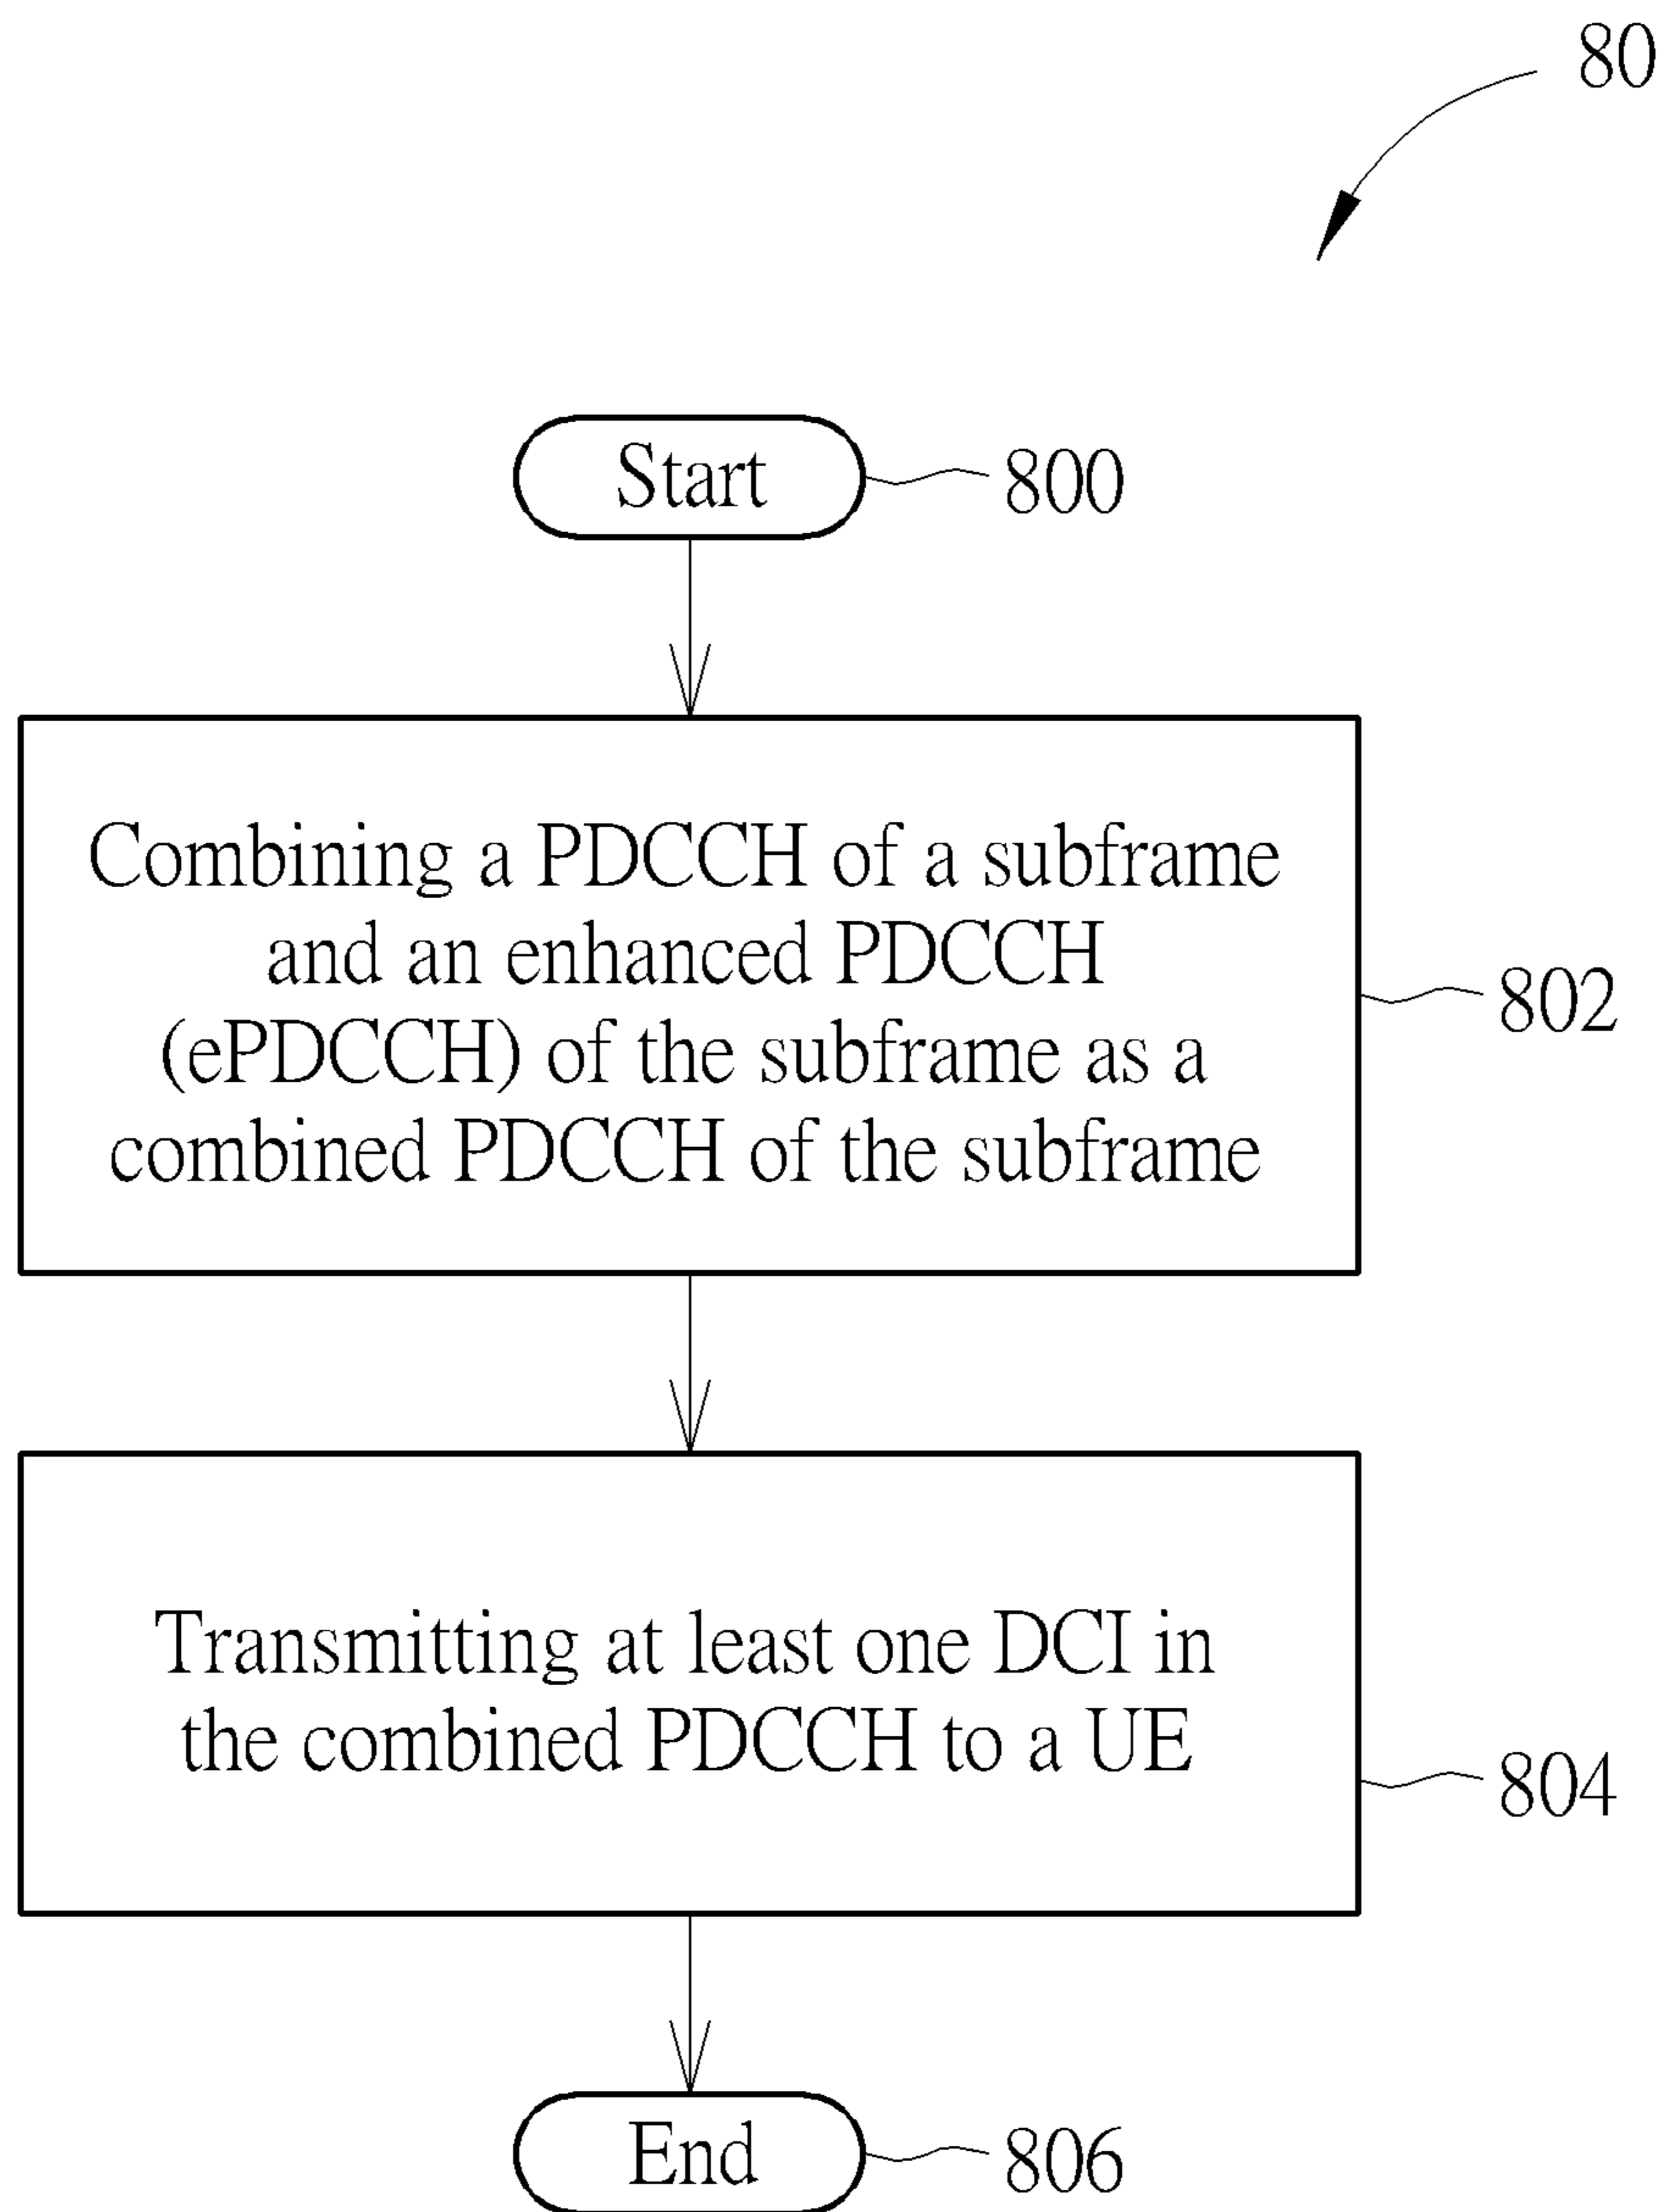 80
Start
800
Combining a PDCCH of a subframe
and an enhanced PDCCH
(ePDCCH) of the subframe as a
combined PDCCH of the subframe
802
Transmitting at least one DCI in
the combined PDCCH to a UE
804
End
806